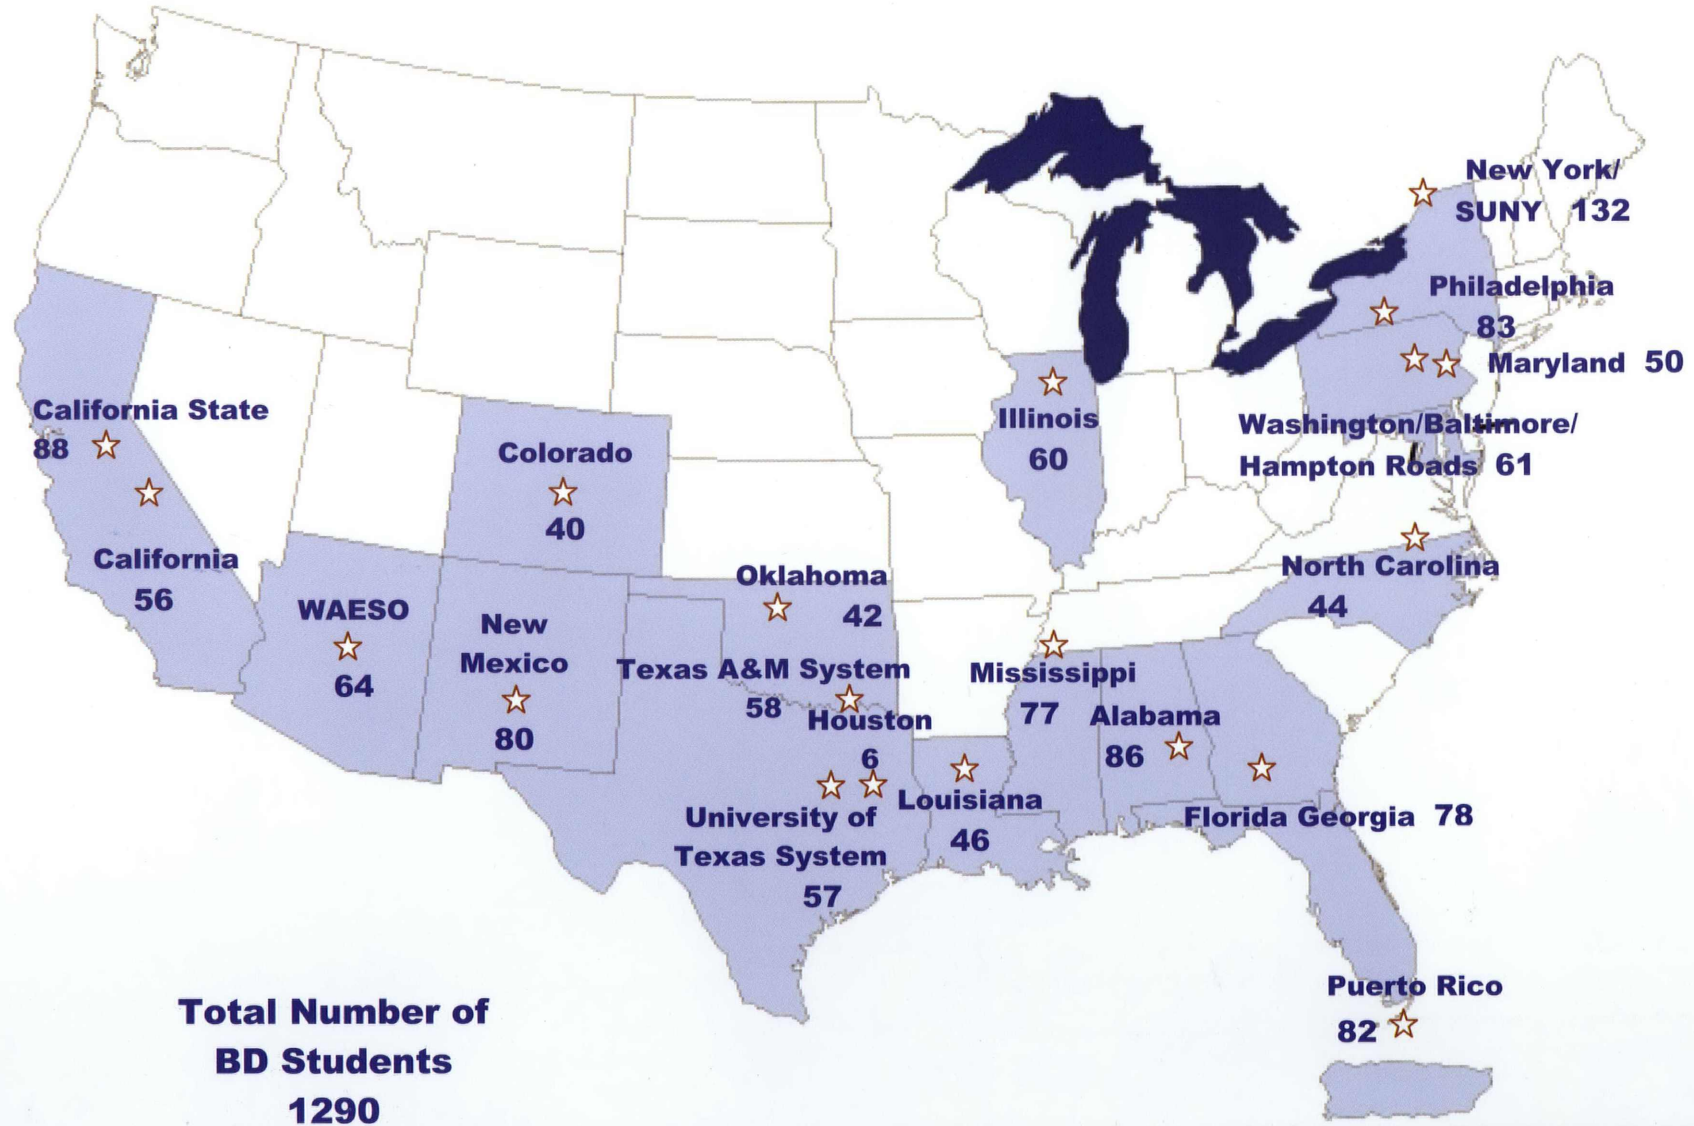 New York/
SUNY 132
Philadelphia
83
Maryland 50
California State
88
Illinois
60
Washington/Baltimore/
Hampton Roads 61
Colorado
40
California
56
North Carolina
44
Oklahoma
42
WAESO
64
New
Mexico
80
Texas A&M System
58
Houston
6
Mississippi
77
Alabama
86
Louisiana
46
Florida Georgia 78
University of
Texas System
57
Puerto Rico
82
Total Number of
BD Students
1290